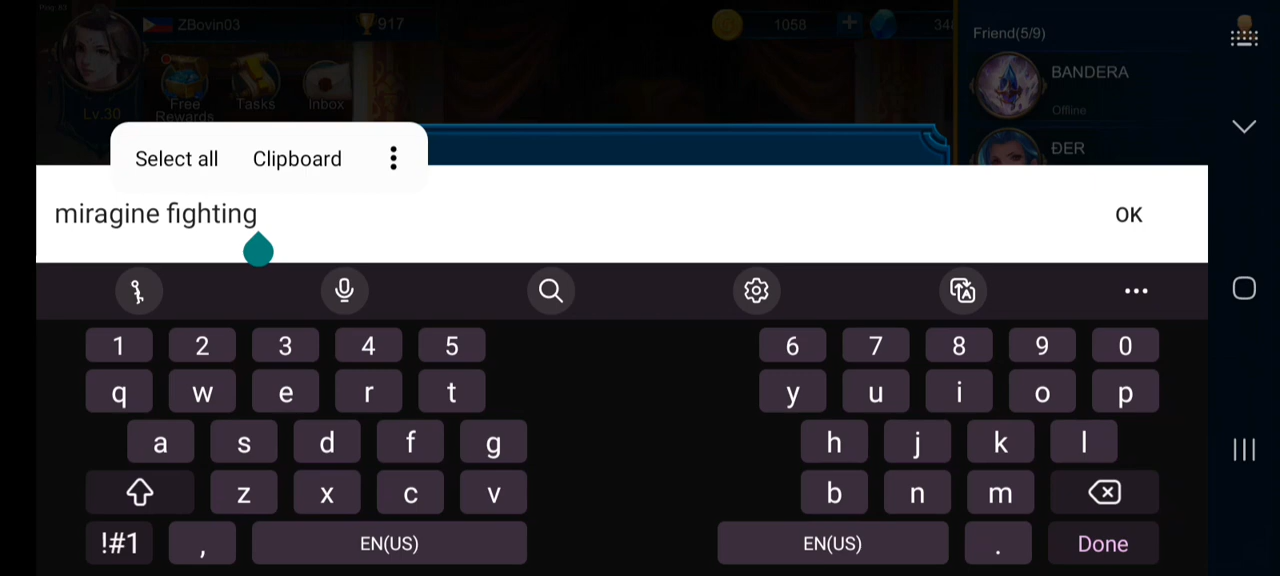 ZBovin03
917
1058
34
Friend(5/9)
BANDERA
Offline
Lv.30
Free
Rewards
Tasks
Inbox
ĐER
Select all
Clipboard
miragine fighting
OK
1 2 3 4 5 6 7 8 9 0
q w e r t y u i o p
a s d f g h j k l
z x c v b n m
!#1 , EN(US) EN(US) . Done